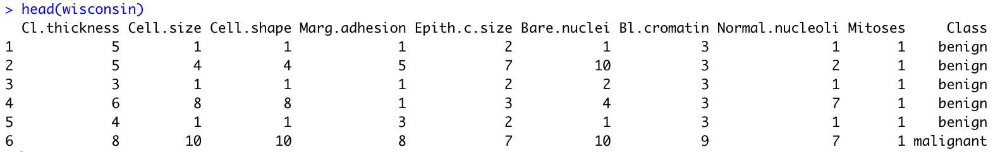 > head(wisconsin)
Cl.thickness Cell.size Cell.shape Marg.adhesion Epith.c.size Bare.nuclei Bl.cromatin Normal.nucleoli Mitoses Class
1 5 1 1 1 2 1 3 1 1 benign
2 5 4 4 5 7 10 3 2 1 benign
3 3 1 1 1 2 2 3 1 1 benign
4 6 8 8 1 3 4 3 7 1 benign
5 4 1 1 3 2 1 3 1 1 benign
6 8 10 10 8 7 10 9 7 1 malignant